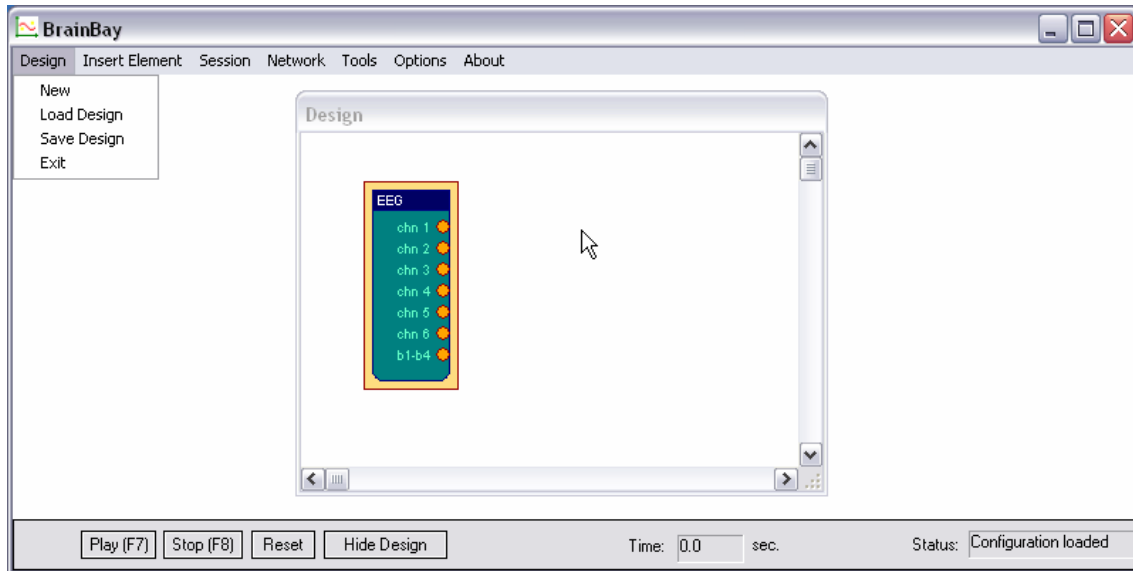 BrainBay
Design Insert Element Session Network Tools Options About
New
Load Design
Save Design
Exit
Design
EEG
chn 1
chn 2
chn 3
chn 4
chn 5
chn 6
b1-b4
Play (F7) Stop (F8) Reset Hide Design Time: 0.0 sec. Status: Configuration loaded